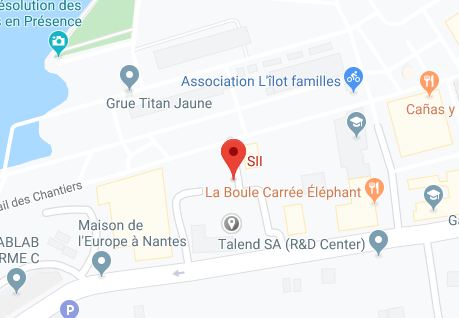 ésolution des
s en Présence
Association L'îlot familles
Grue Titan Jaune
Cañas y
SII
ail des Chantiers
La Boule Carrée Éléphant
Maison de
l'Europe à Nantes
Ga
ABLAB
RME C
Talend SA (R&D Center)
P